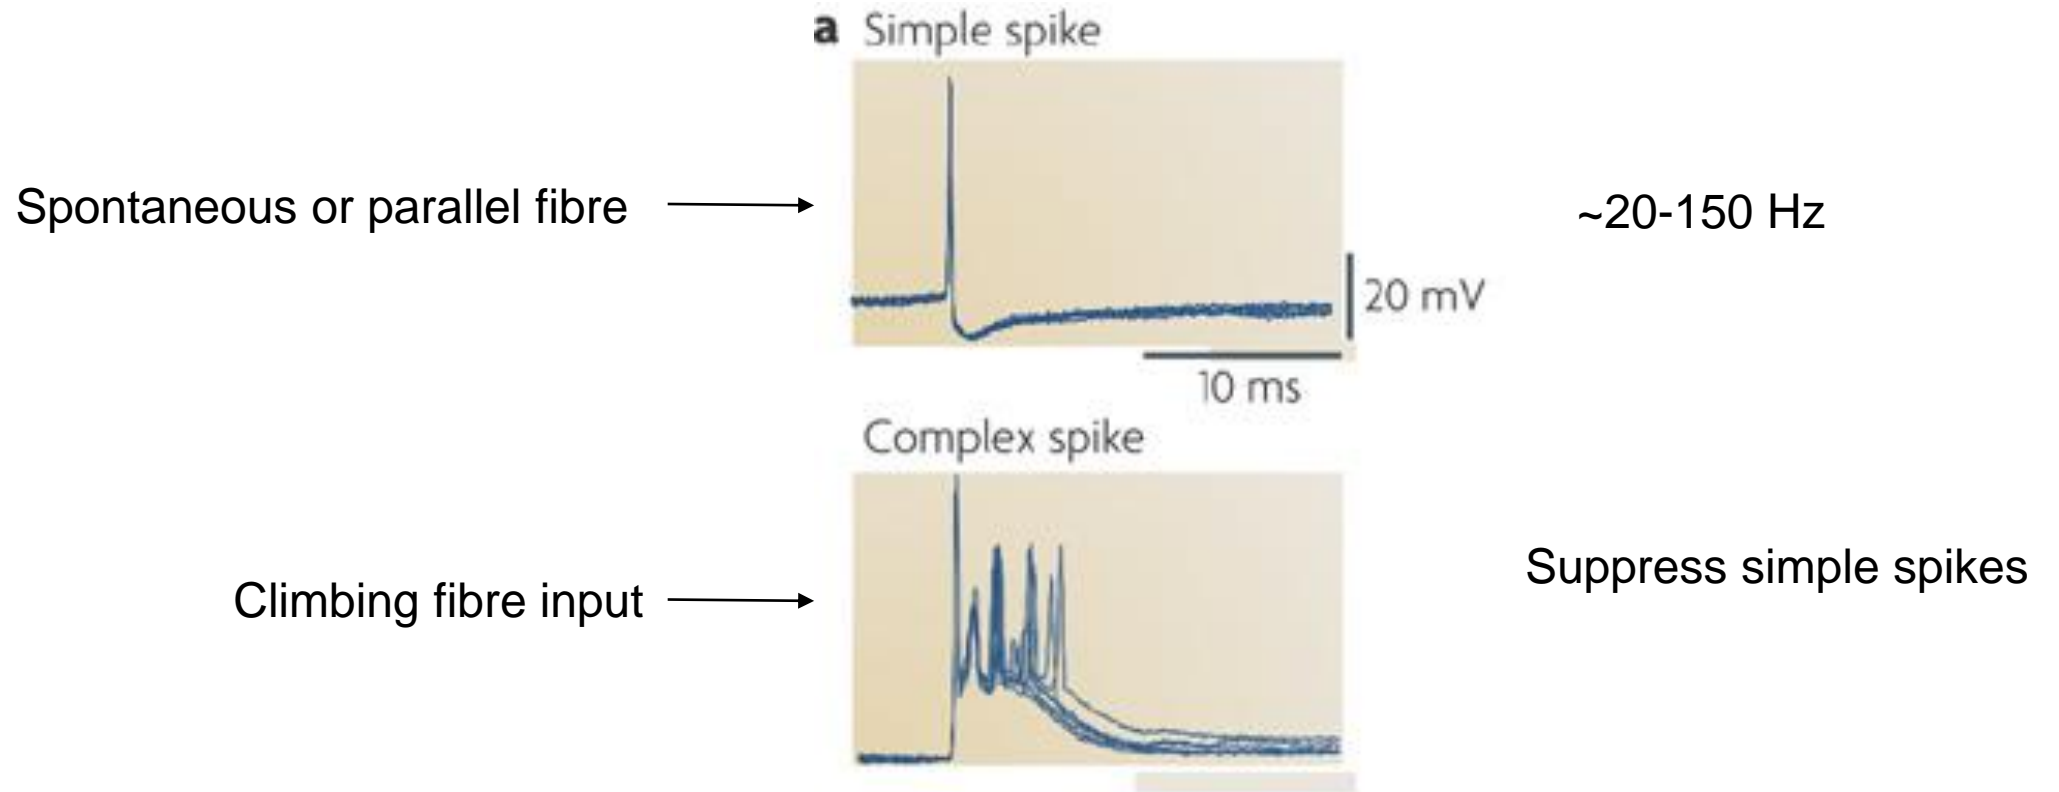 a Simple spike
Spontaneous or parallel fibre
~20-150 Hz
20 mV
10 ms
Complex spike
Climbing fibre input
Suppress simple spikes